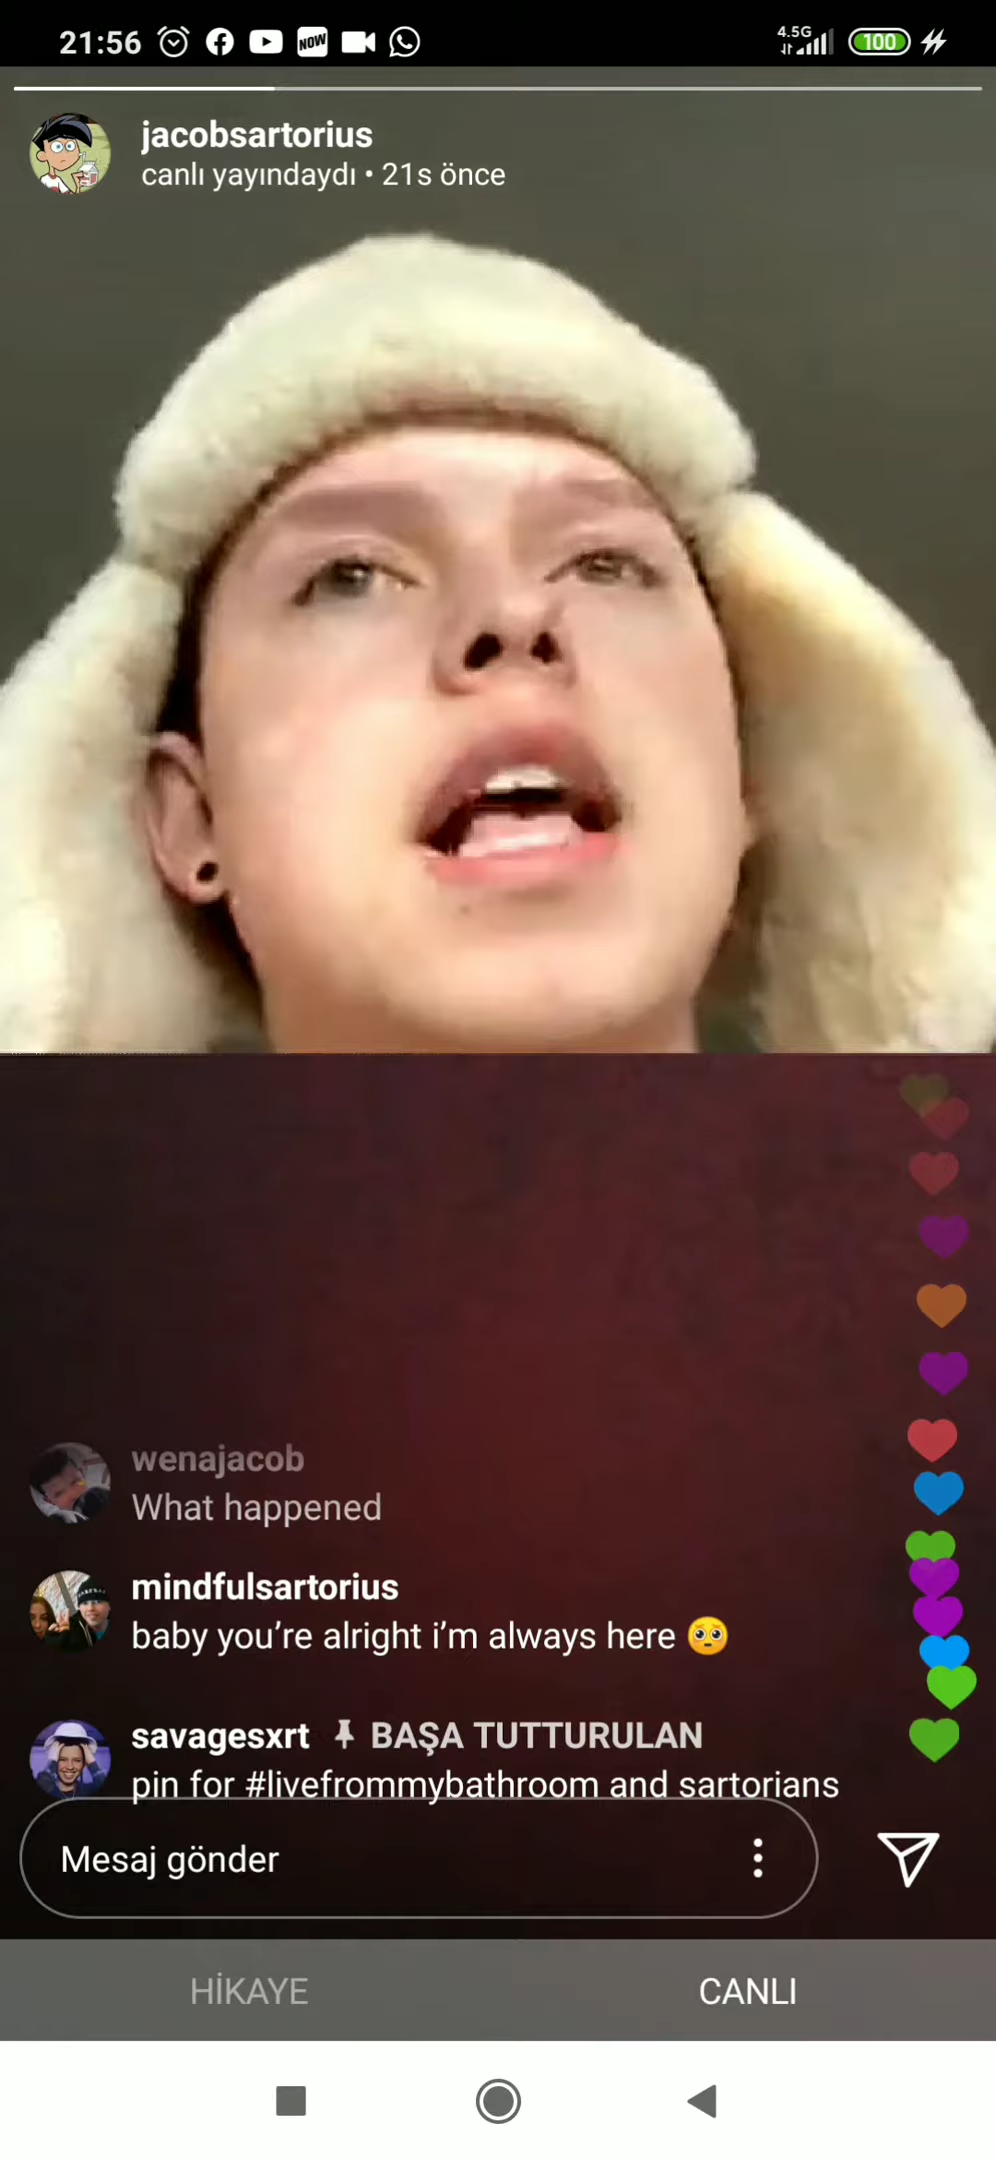 21:56 NOW 4.5G 100
jacobsartorius
canlı yayındaydı • 21s önce
wenajacob
What happened
mindfulsartorius
baby you’re alright i’m always here 🥺
savagesxrt BAŞA TUTTURULAN
pin for #livefrommybathroom and sartorians
Mesaj gönder
HİKAYE CANLI